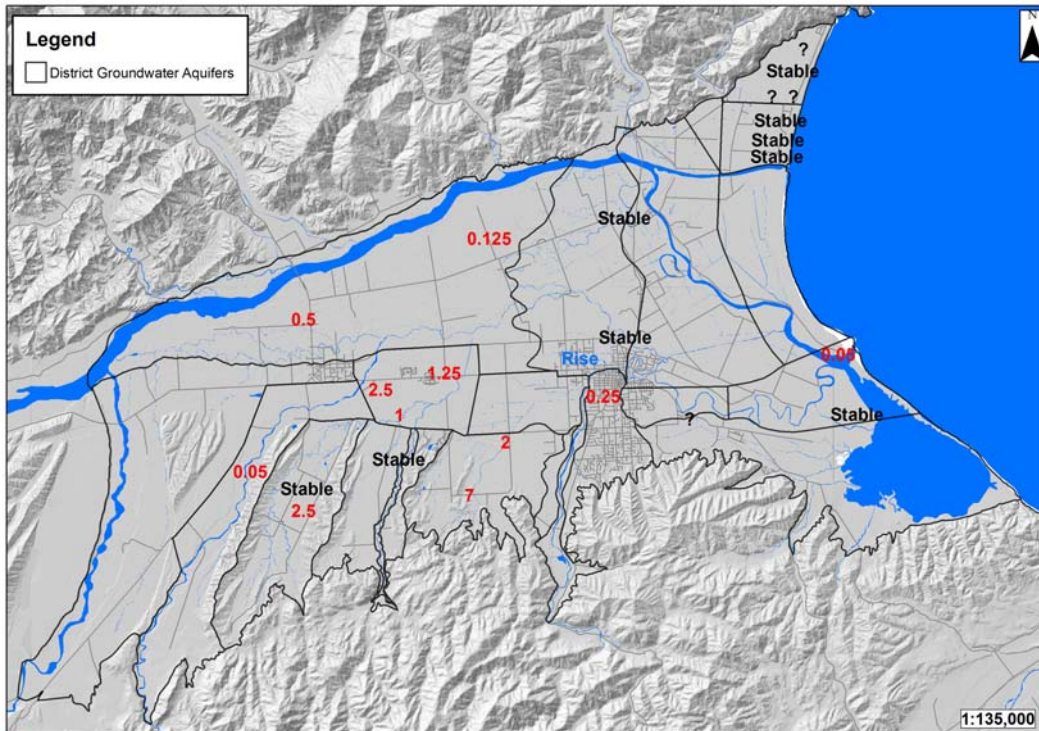 Legend
District Groundwater Aquifers
N
?
Stable
? ?
Stable
Stable
Stable
Stable
0.125
0.5
Stable
Rise
0.05
1.25
2.5
0.25
1
Stable
?
2
Stable
0.05
Stable
7
2.5
1:135,000